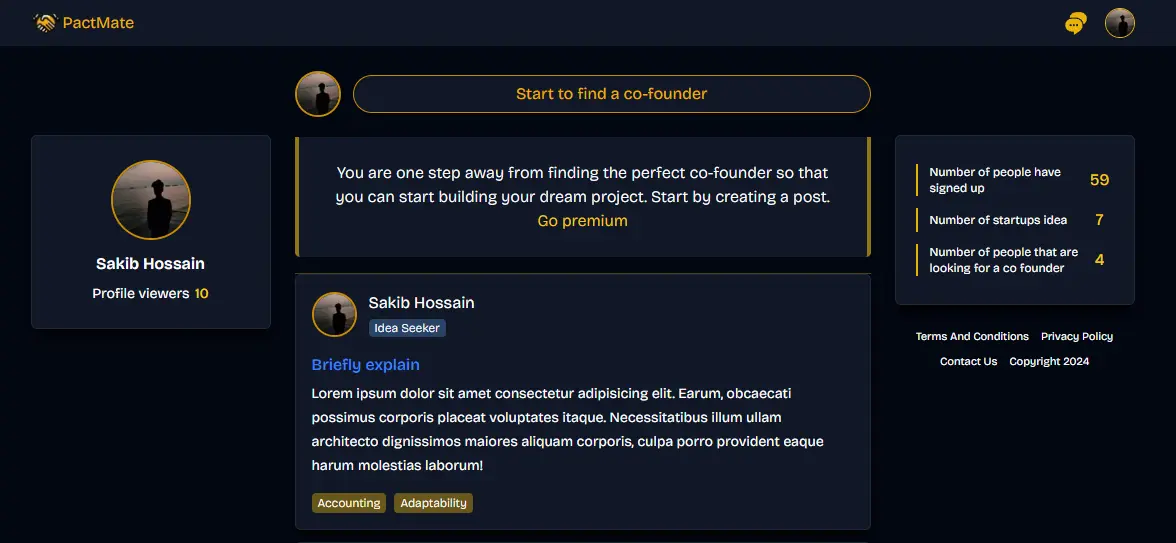 PactMate
Start to find a co-founder
Sakib Hossain
Profile viewers 10
You are one step away from finding the perfect co-founder so that
you can start building your dream project. Start by creating a post.
Go premium
Sakib Hossain
Idea Seeker
Briefly explain
Lorem ipsum dolor sit amet consectetur adipisicing elit. Earum, obcaecati
possimus corporis placeat voluptates itaque. Necessitatibus illum ullam
architecto dignissimos maiores aliquam corporis, culpa porro provident eaque
harum molestias laborum!
Accounting Adaptability
Number of people have
signed up 59
Number of startups idea 7
Number of people that are
looking for a co founder 4
Terms And Conditions Privacy Policy
Contact Us Copyright 2024